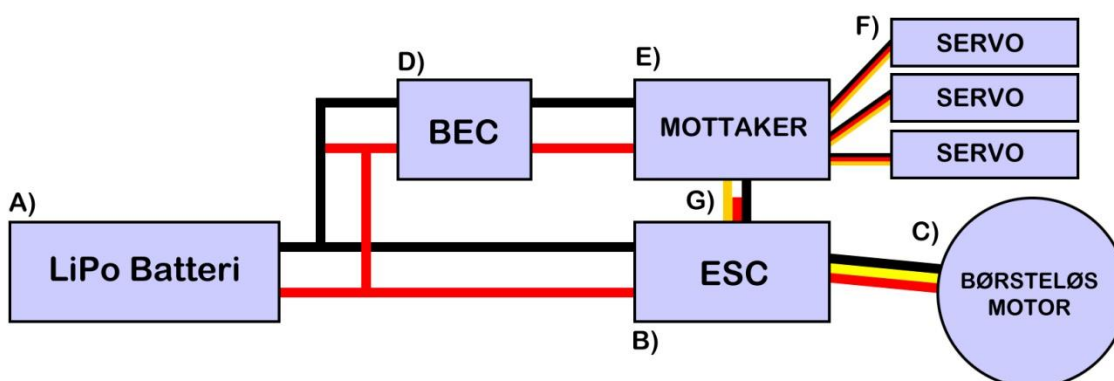 A)
LiPo Batteri
D)
BEC
E)
MOTTAKER
F)
SERVO
SERVO
SERVO
G)
ESC
B)
C)
BØRSTELØS
MOTOR